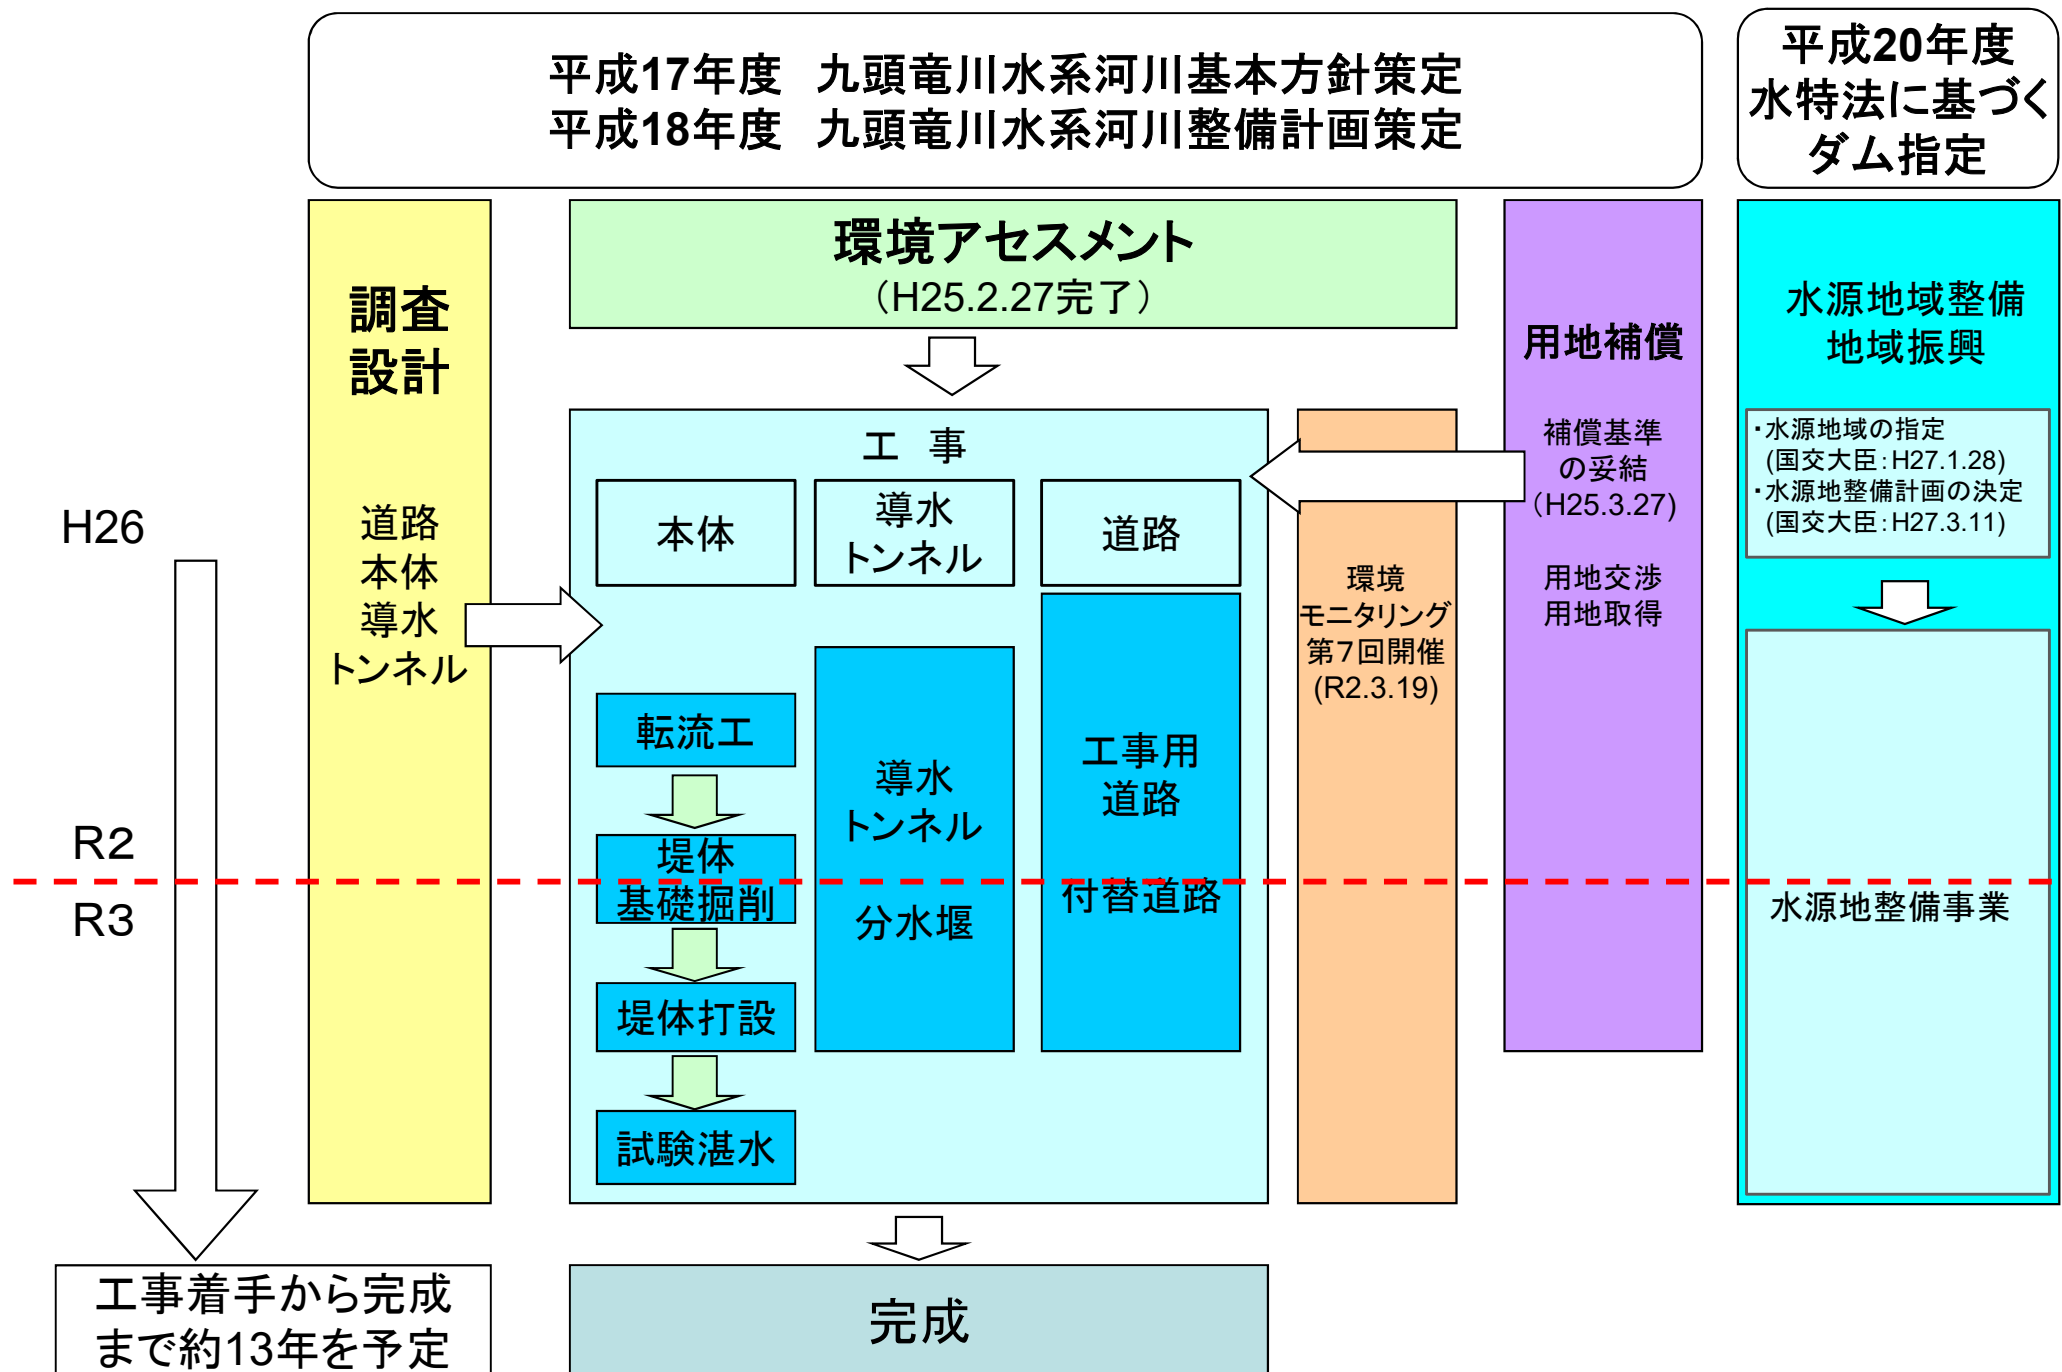 平成17年度　九頭竜川水系河川基本方針策定
平成18年度　九頭竜川水系河川整備計画策定
平成20年度
水特法に基づく
ダム指定
調査
設計
道路
本体
導水
トンネル
環境アセスメント
（H25.2.27完了）
工　事
本体
導水
トンネル
道路
転流工
堤体
基礎掘削
堤体打設
試験湛水
導水
トンネル
分水堰
工事用
道路
付替道路
環境
モニタリング
第７回開催
(R2.3.19)
用地補償
補償基準
の妥結
（H25.3.27)
用地交渉
用地取得
水源地域整備
地域振興
・水源地域の指定
(国交大臣：H27.1.28)
・水源地整備計画の決定
(国交大臣：H27.3.11)
水源地整備事業
H26
R2
R3
工事着手から完成
まで約13年を予定
完成